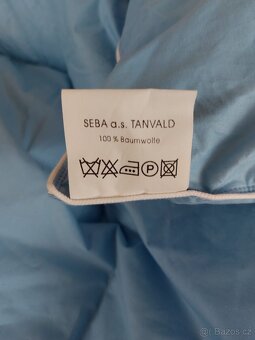 SEBA a.s. TANVALD
100 % Baumwolle
P
Bazos.cz